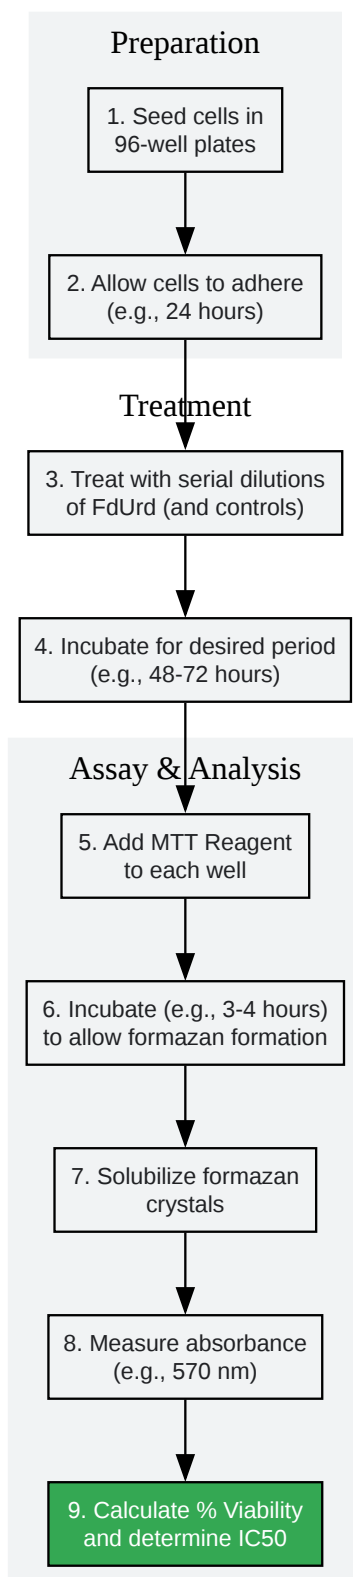 Preparation
1. Seed cells in
96-well plates
2. Allow cells to adhere
(e.g., 24 hours)
Treatment
3. Treat with serial dilutions
of FdUrd (and controls)
4. Incubate for desired period
(e.g., 48-72 hours)
Assay & Analysis
5. Add MTT Reagent
to each well
6. Incubate (e.g., 3-4 hours)
to allow formazan formation
7. Solubilize formazan
crystals
8. Measure absorbance
(e.g., 570 nm)
9. Calculate % Viability
and determine IC50